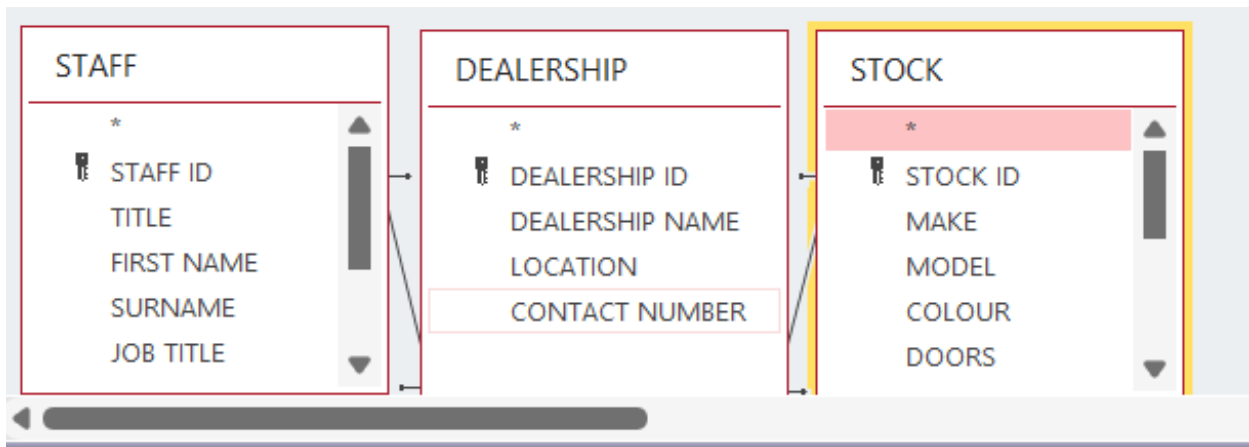 STAFF
*
STAFF ID
TITLE
FIRST NAME
SURNAME
JOB TITLE
DEALERSHIP
*
DEALERSHIP ID
DEALERSHIP NAME
LOCATION
CONTACT NUMBER
STOCK
*
STOCK ID
MAKE
MODEL
COLOUR
DOORS